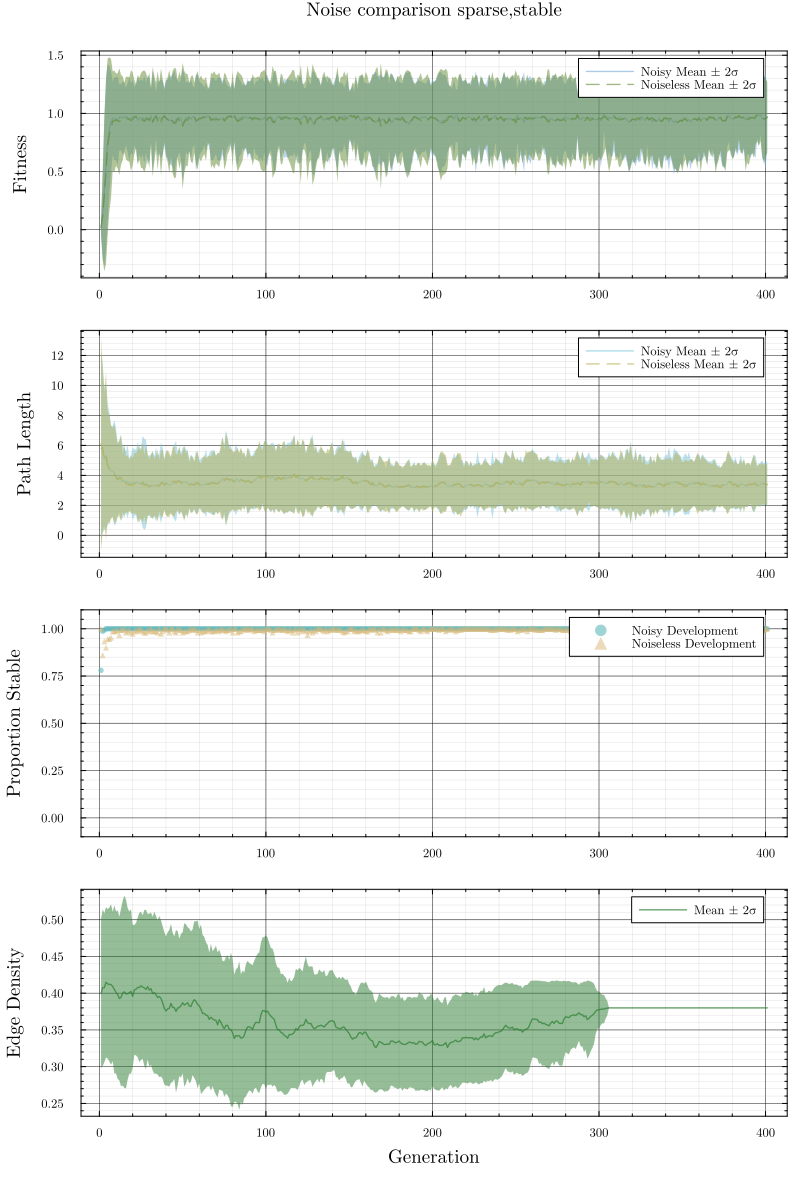 Noise comparison sparse,stable
1.5
1.0
0.5
0.0
Fitness
Noisy Mean ± 2σ
Noiseless Mean ± 2σ
0 100 200 300 400
12
10
8
6
4
2
0
Path Length
Noisy Mean ± 2σ
Noiseless Mean ± 2σ
0 100 200 300 400
1.00
0.75
0.50
0.25
0.00
Proportion Stable
Noisy Development
Noiseless Development
0 100 200 300 400
0.50
0.45
0.40
0.35
0.30
0.25
Edge Density
Mean ± 2σ
0 100 200 300 400
Generation